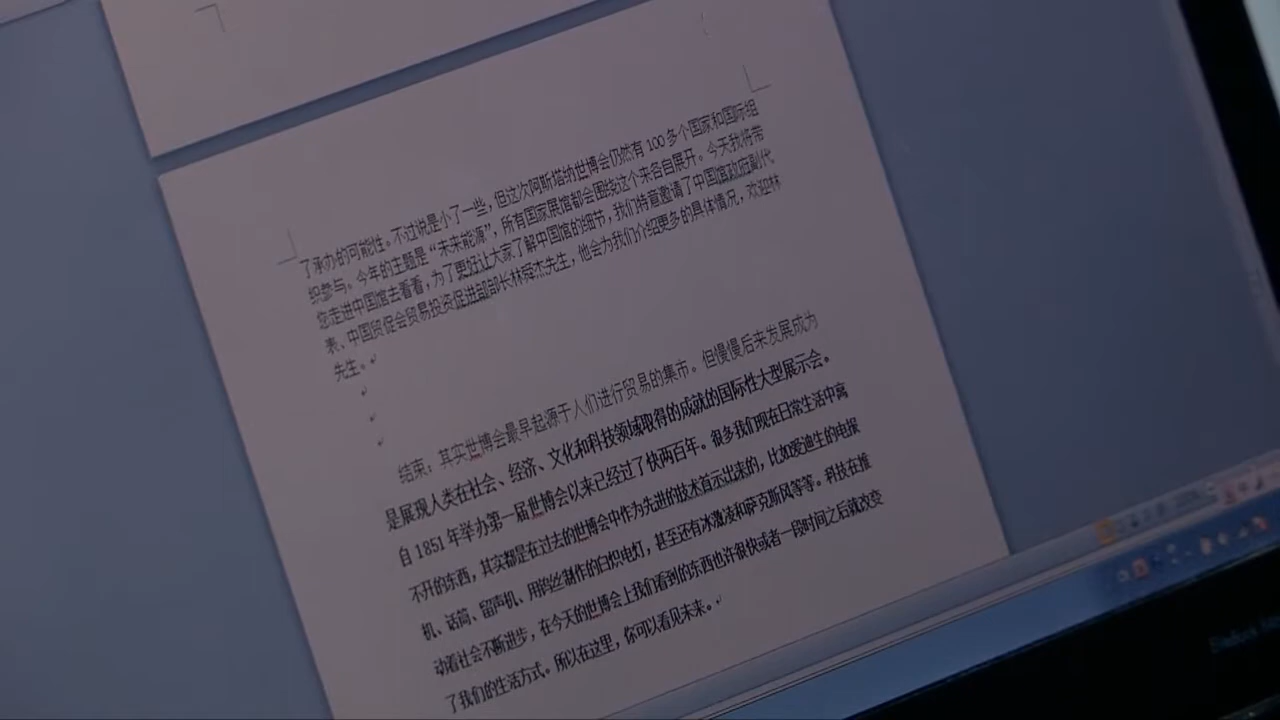 了承办的可能性。不过说是小了一些，但这次阿斯塔纳世博会仍然有 100 多个国家和国际组
织参与。今年的主题是“未来能源”，所有国家展馆都会围绕这个来各自展开。今天我将带
您走进中国馆去看看，为了更好让大家了解中国馆的细节，我们特意邀请了中国馆政府副代
表、中国贸促会贸易投资促进部部长林舜杰先生，他会为我们介绍更多的具体情况，欢迎林
先生。
结束：其实世博会最早起源于人们进行贸易的集市。但慢慢后来发展成为
是展现人类在社会、经济、文化和科技领域取得的成就的国际性大型展示会。
自 1851 年举办第一届世博会以来已经过了快两百年。很多我们现在日常生活中离
不开的东西，其实都是在过去的世博会中作为先进的技术首示出来的，比如爱迪生的电报
机、话筒、留声机、用钨丝制作的白炽电灯，甚至还有冰激凌和萨克斯风等等。科技在推
动着社会不断进步，在今天的世博会上我们看到的东西也许很快或者一段时间之后就改变
了我们的生活方式。所以在这里，你可以看见未来。